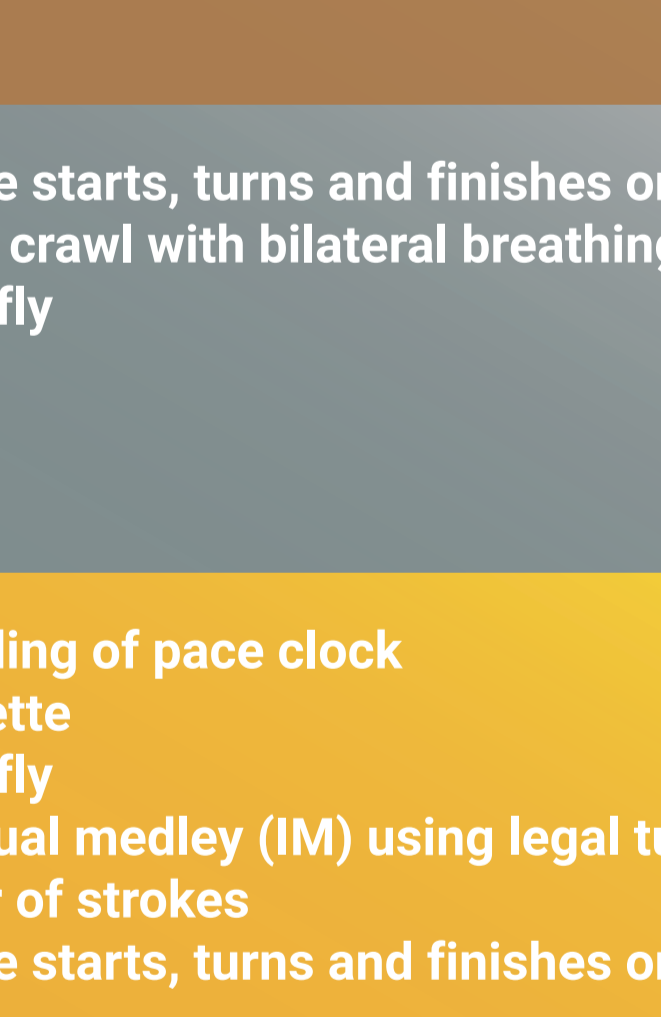 e starts, turns and finishes
crawl with bilateral breathing
fly
ling of pace clock
ette
fly
ual medley (IM) using legal
of strokes
e starts, turns and finishes